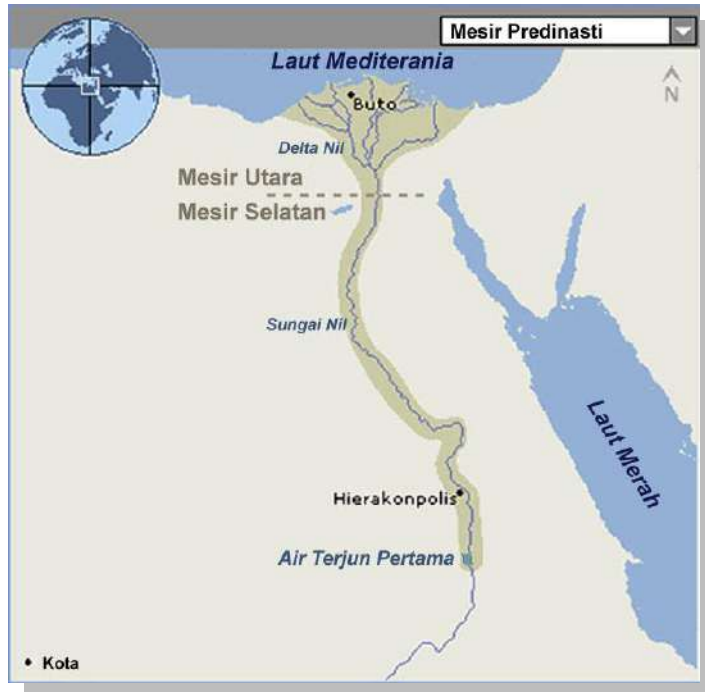 Mesir Predinasti
Laut Mediterania
N
Buto
Delta Nil
Mesir Utara
Mesir Selatan
Sungai Nil
Laut Merah
Hierakonpolis
Air Terjun Pertama
Kota